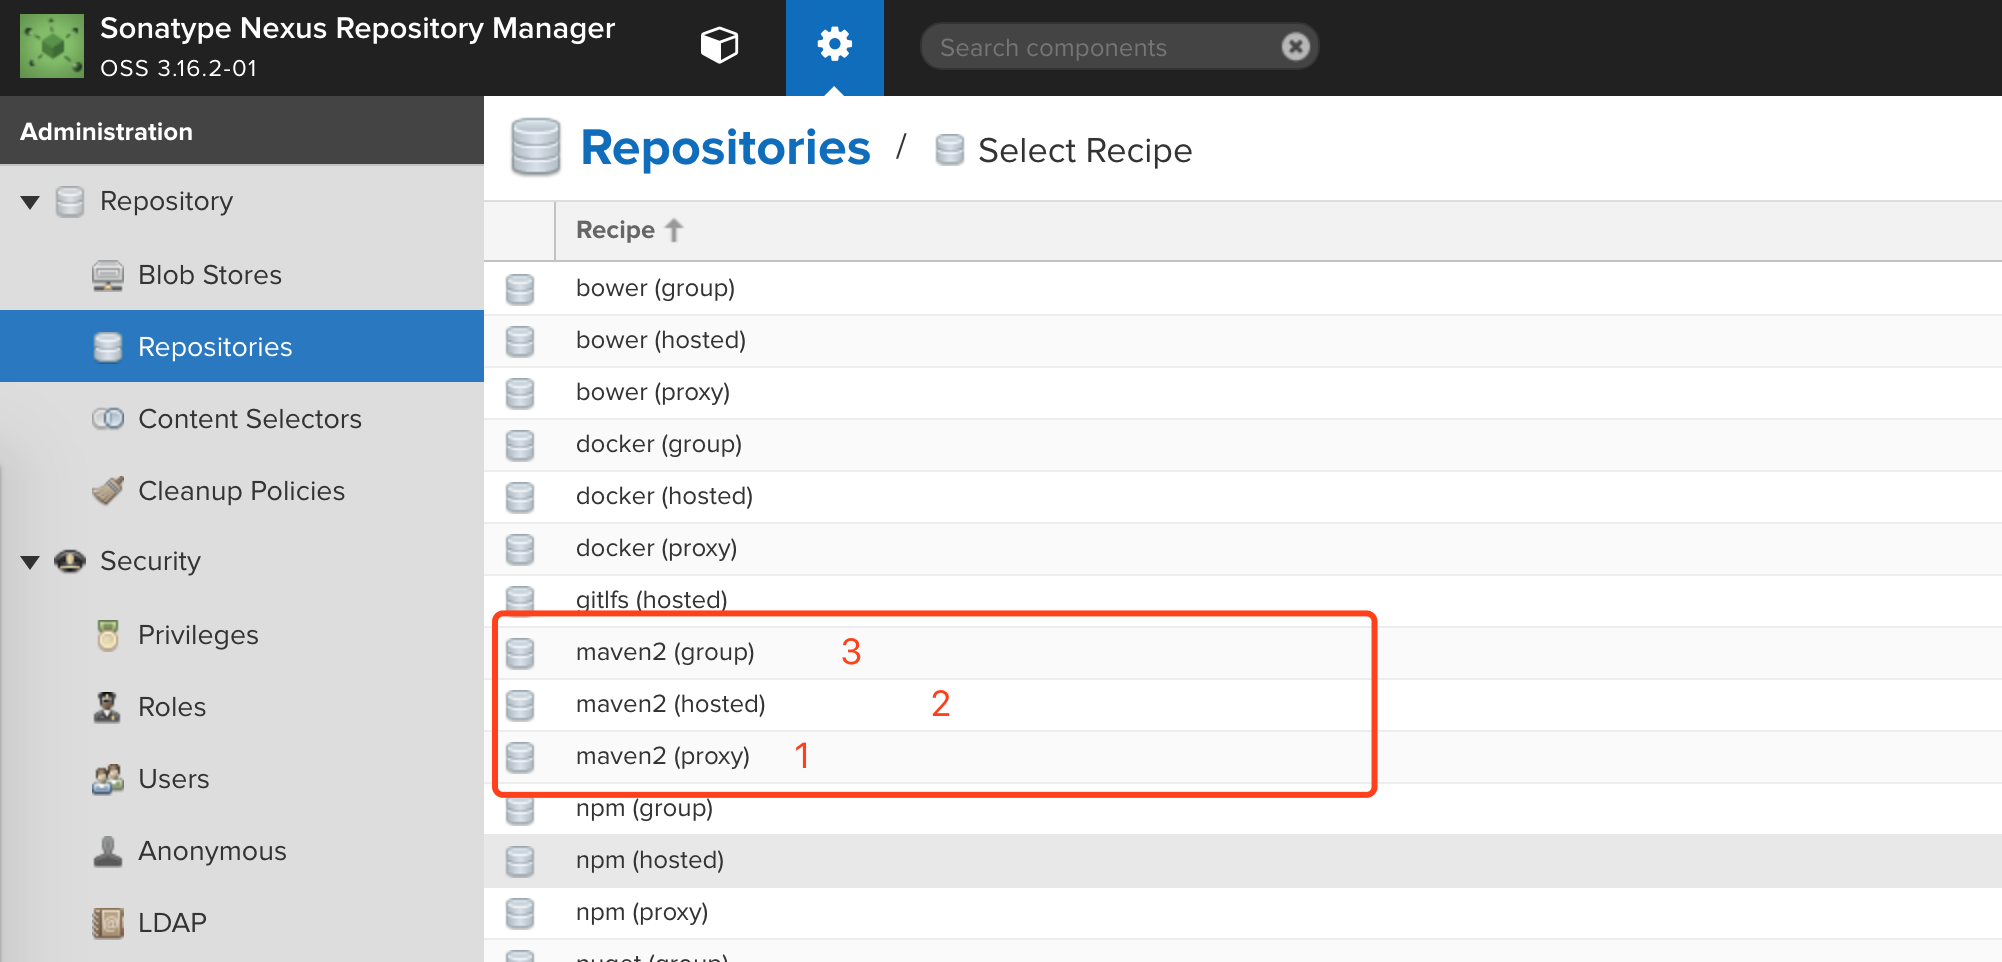 Sonatype Nexus Repository Manager
OSS 3.16.2-01
Search components
Administration
Repository
Blob Stores
Repositories
Content Selectors
Cleanup Policies
Security
Privileges
Roles
Users
Anonymous
LDAP
Repositories / Select Recipe
Recipe
bower (group)
bower (hosted)
bower (proxy)
docker (group)
docker (hosted)
docker (proxy)
gitlfs (hosted)
maven2 (group) 3
maven2 (hosted) 2
maven2 (proxy) 1
npm (group)
npm (hosted)
npm (proxy)
nuget (group)